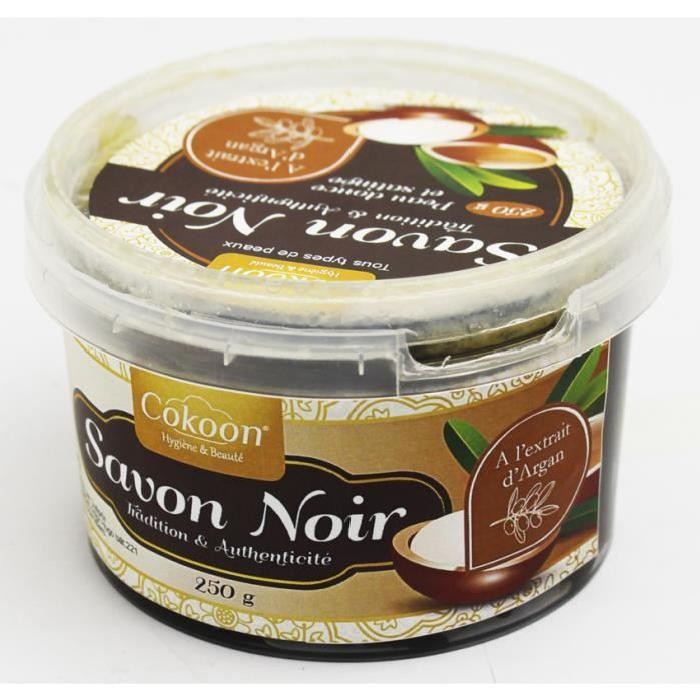 A l'extrait
d'Argan
250 g
Peau douce
et satinée
Tradition & Authenticité
Savon Noir
Tous types de peaux
Cokoon
Hygiène & Beauté
Cokoon®
Hygiène & Beauté
Savon Noir
Tradition & Authenticité
250 g
A l'extrait
d'Argan